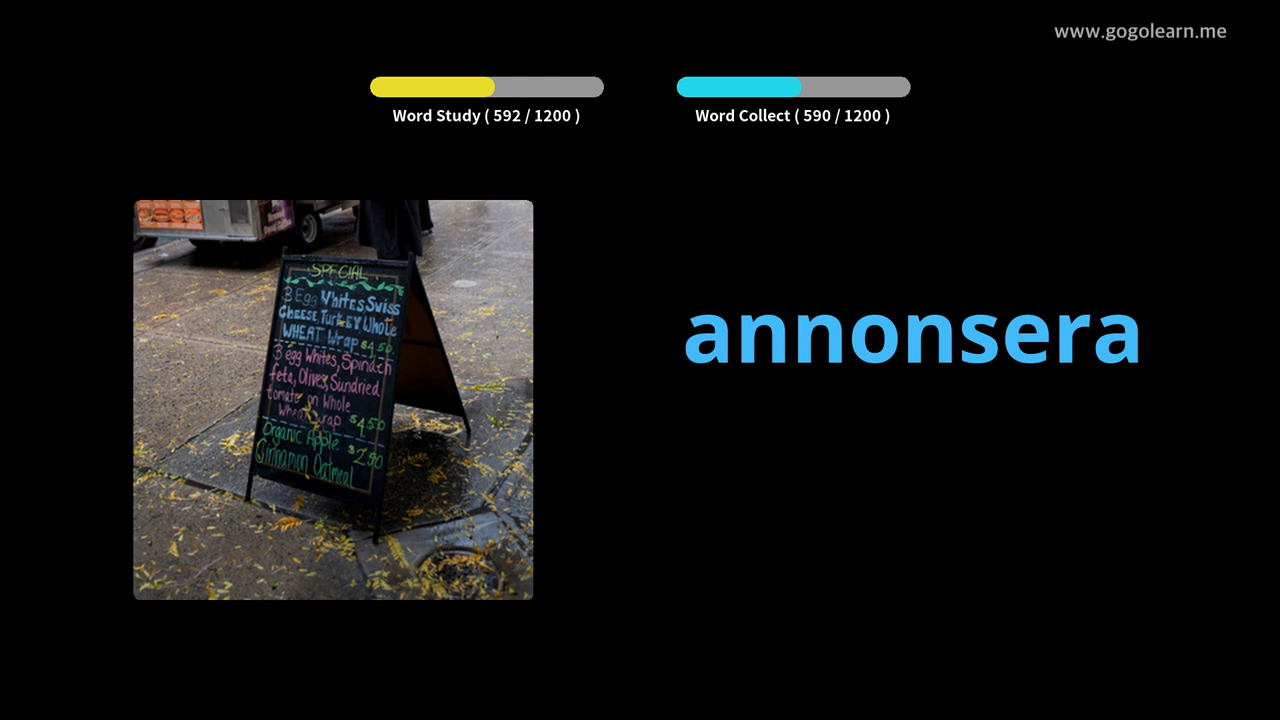 www.gogolearn.me
Word Study ( 592 / 1200 )
Word Collect ( 590 / 1200 )
SPECIAL
3 Egg Whites, Swiss
Cheese, Turkey Whole
WHEAT Wrap $4.50
3 egg Whites, Spinach
feta, Olives, Sundried
tomato on Whole
Wheat wrap $4.50
Organic Apple
Cinnamon Oatmeal $2.50
annonsera